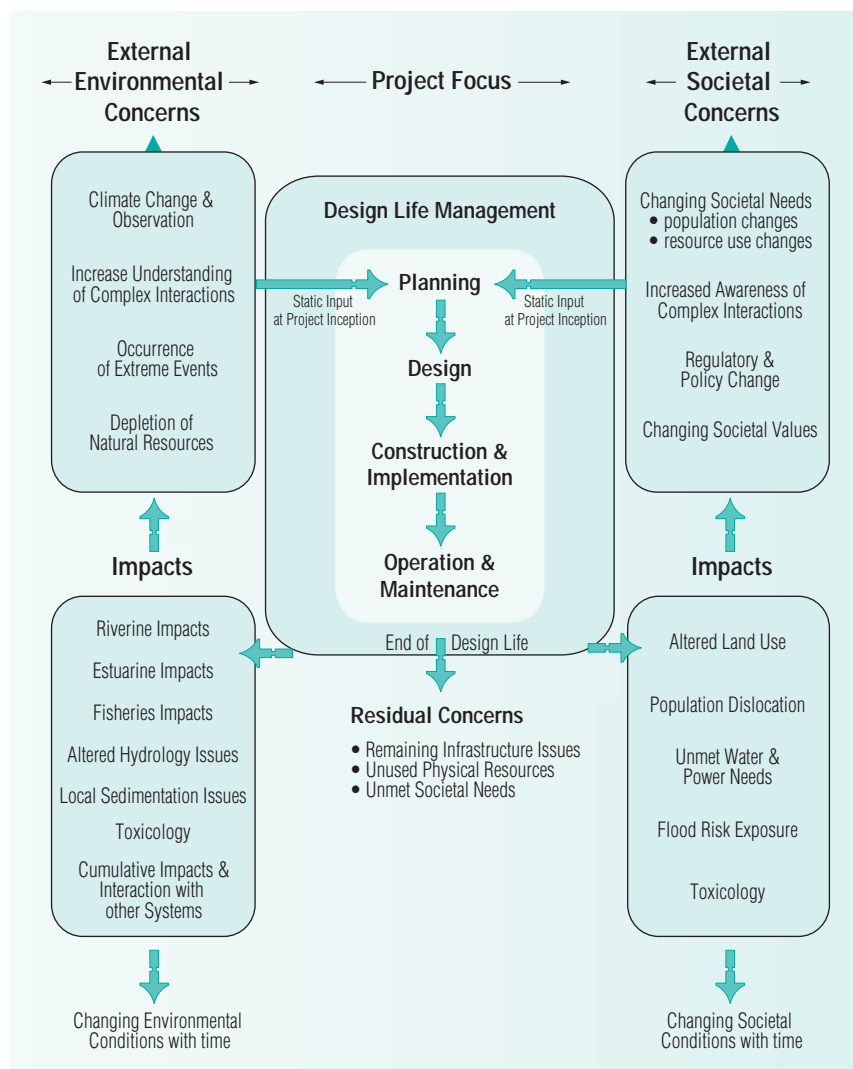 External
Environmental
Concerns
Project Focus
External
Societal
Concerns
Climate Change &
Observation
Increase Understanding
of Complex Interactions
Occurrence
of Extreme Events
Depletion of
Natural Resources
Design Life Management
Static Input
at Project Inception
Planning
Static Input
at Project Inception
Design
Construction &
Implementation
Operation &
Maintenance
Changing Societal Needs
• population changes
• resource use changes
Increased Awareness of
Complex Interactions
Regulatory &
Policy Change
Changing Societal Values
Impacts
Riverine Impacts
Estuarine Impacts
Fisheries Impacts
Altered Hydrology Issues
Local Sedimentation Issues
Toxicology
Cumulative Impacts &
Interaction with
other Systems
End of Design Life
Residual Concerns
• Remaining Infrastructure Issues
• Unused Physical Resources
• Unmet Societal Needs
Impacts
Altered Land Use
Population Dislocation
Unmet Water &
Power Needs
Flood Risk Exposure
Toxicology
Changing Environmental
Conditions with time
Changing Societal
Conditions with time